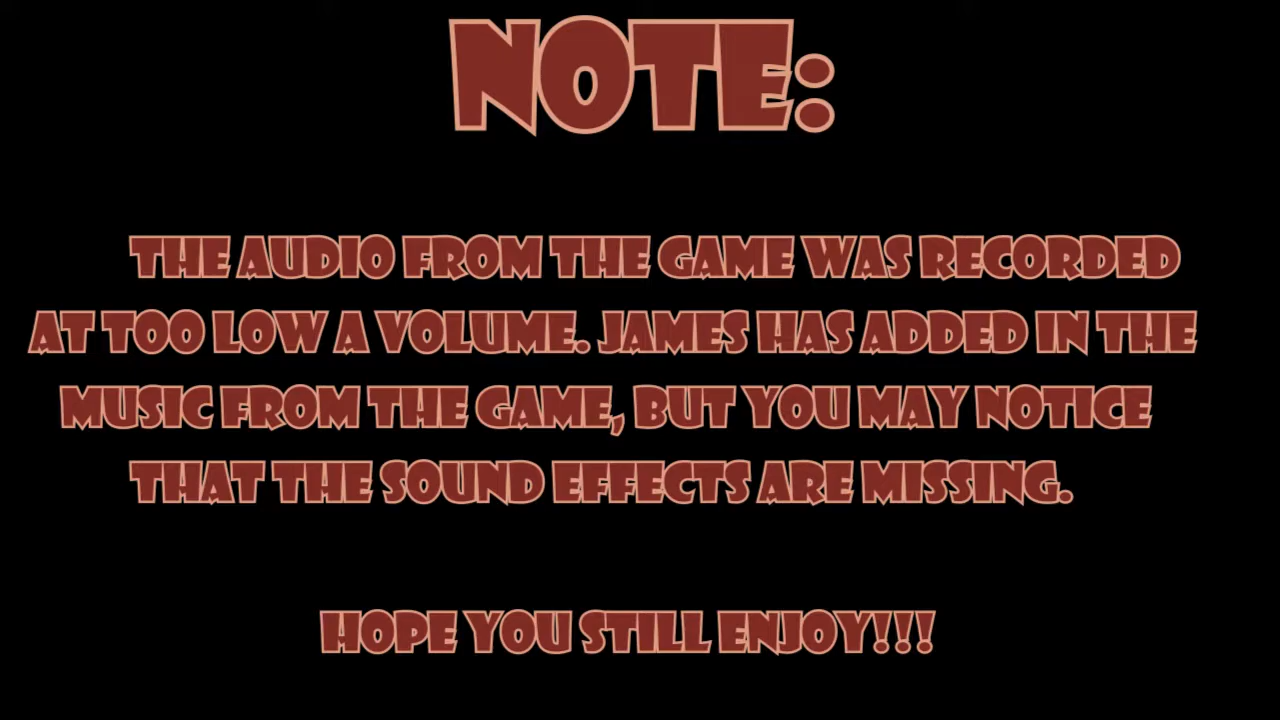 NOTE:
THE AUDIO FROM THE GAME WAS RECORDED
AT TOO LOW A VOLUME. JAMES HAS ADDED IN THE
MUSIC FROM THE GAME, BUT YOU MAY NOTICE
THAT THE SOUND EFFECTS ARE MISSING.
HOPE YOU STILL ENJOY!!!